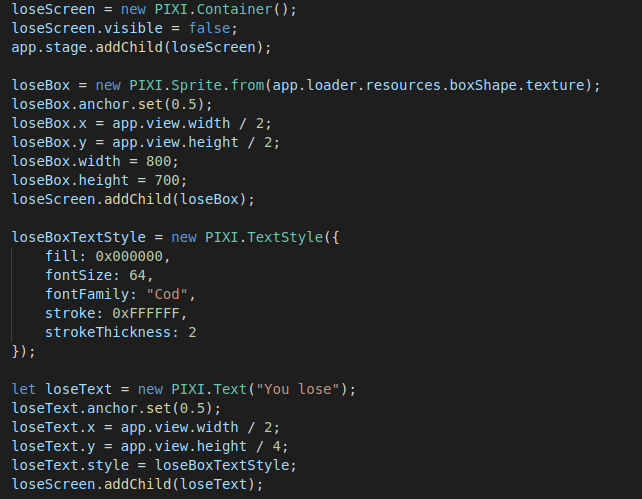 loseScreen = new PIXI.Container();
loseScreen.visible = false;
app.stage.addChild(loseScreen);

loseBox = new PIXI.Sprite.from(app.loader.resources.boxShape.texture);
loseBox.anchor.set(0.5);
loseBox.x = app.view.width / 2;
loseBox.y = app.view.height / 2;
loseBox.width = 800;
loseBox.height = 700;
loseScreen.addChild(loseBox);

loseBoxTextStyle = new PIXI.TextStyle({
    fill: 0x000000,
    fontSize: 64,
    fontFamily: "Cod",
    stroke: 0xFFFFFF,
    strokeThickness: 2
});

let loseText = new PIXI.Text("You lose");
loseText.anchor.set(0.5);
loseText.x = app.view.width / 2;
loseText.y = app.view.height / 4;
loseText.style = loseBoxTextStyle;
loseScreen.addChild(loseText);